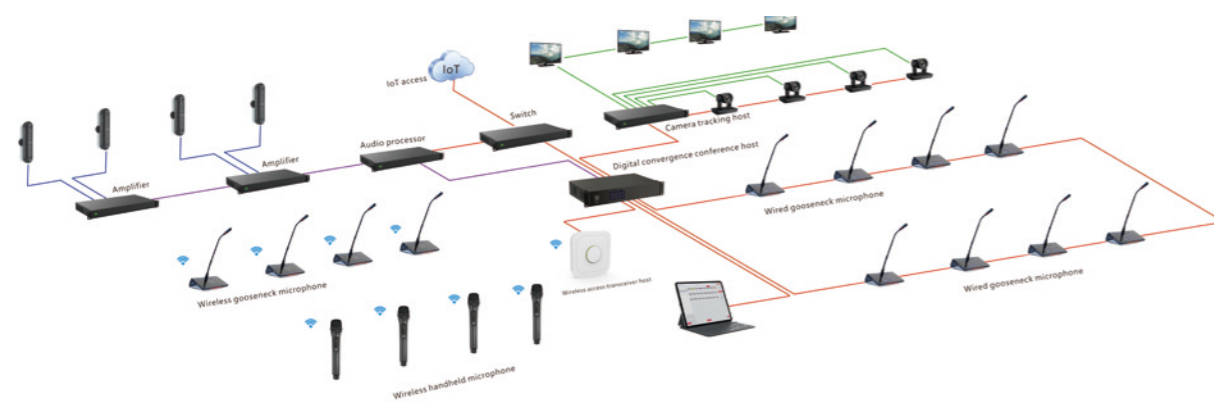 IoT
IoT access
Switch
Camera tracking host
Audio processor
Digital convergence conference host
Amplifier
Amplifier
Wired gooseneck microphone
Wired gooseneck microphone
Wireless gooseneck microphone
Wireless access transceiver host
Wireless handheld microphone